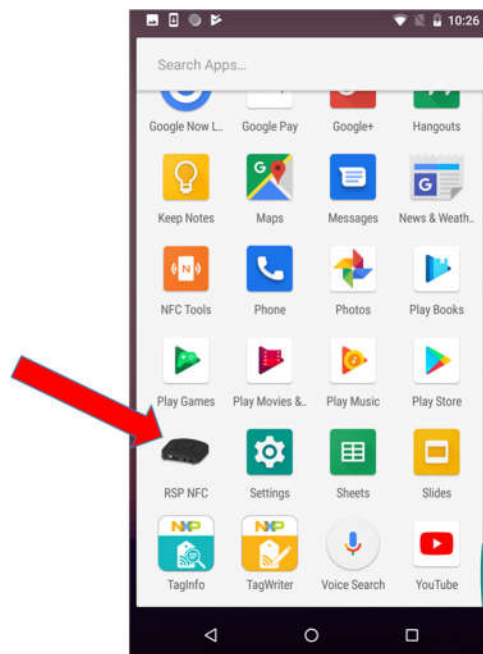 10:26
Search Apps...
Google Now L.. Google Pay Google+ Hangouts
G
G
Keep Notes Maps Messages News & Weath..
N
NFC Tools Phone Photos Play Books
Play Games Play Movies &.. Play Music Play Store
RSP NFC Settings Sheets Slides
NXP NXP
TagInfo TagWriter Voice Search YouTube